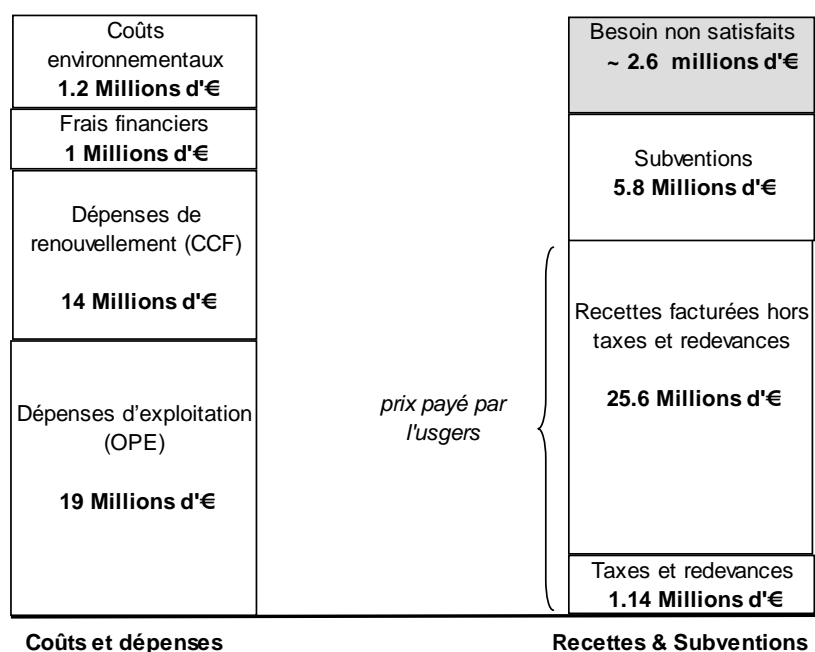 Coûts
environnementaux
1.2 Millions d'€
Frais financiers
1 Millions d'€
Dépenses de
renouvellement (CCF)
14 Millions d'€
Dépenses d'exploitation
(OPE)
19 Millions d'€
Coûts et dépenses
prix payé par
l'usgers
Besoin non satisfaits
~ 2.6 millions d'€
Subventions
5.8 Millions d'€
Recettes facturées hors
taxes et redevances
25.6 Millions d'€
Taxes et redevances
1.14 Millions d'€
Recettes & Subventions